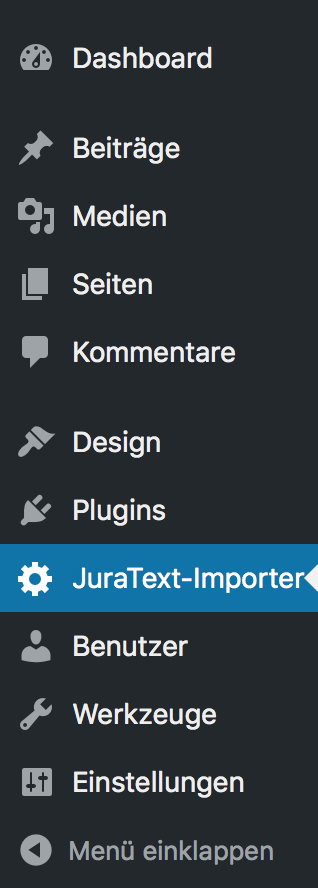 Dashboard
Beiträge
Medien
Seiten
Kommentare
Design
Plugins
JuraText-Importer
Benutzer
Werkzeuge
Einstellungen
Menü einklappen